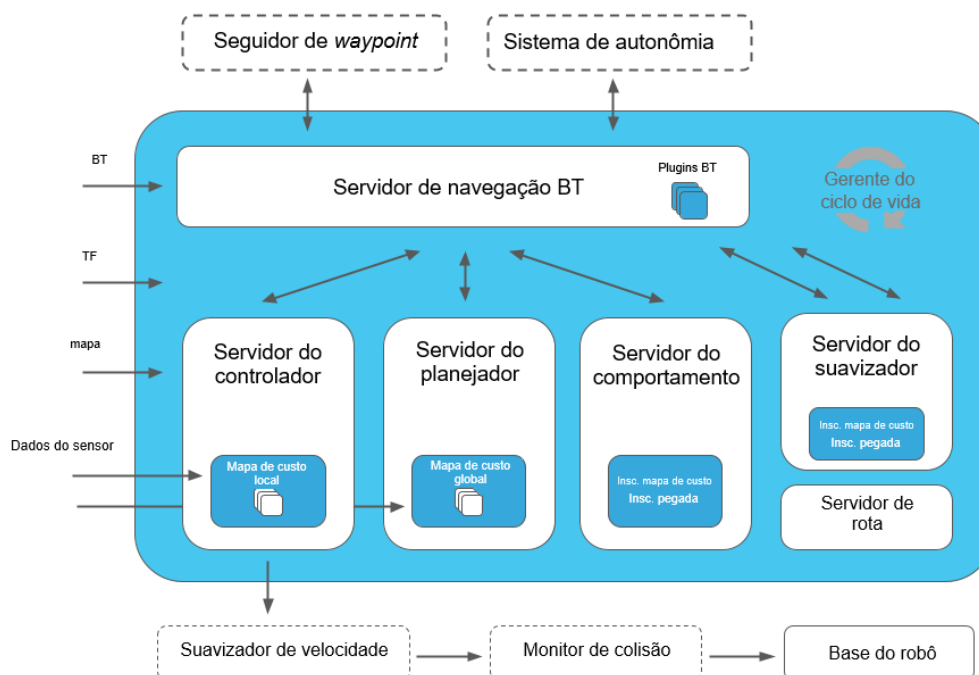 Seguidor de waypoint
Sistema de autonômia
BT
Plugins BT
Servidor de navegação BT
Gerente do
ciclo de vida
TF
mapa
Servidor do
controlador
Servidor do
planejador
Servidor do
comportamento
Servidor do
suavizador
Dados do sensor
Mapa de custo
local
Mapa de custo
global
Insc. mapa de custo
Insc. pegada
Insc. mapa de custo
Insc. pegada
Servidor de
rota
Suavizador de velocidade
Monitor de colisão
Base do robô